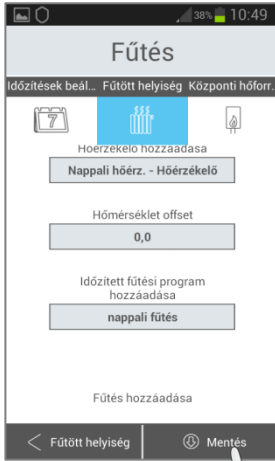 38% 10:49
Fűtés
Időzítések beál... Fűtött helyiség Központi hőforr...
7
Hőérzékelő hozzáadása
Nappali hőérz. - Hőérzékelő
Hőmérséklet offset
0,0
Időzített fűtési program
hozzáadása
nappali fűtés
Fűtés hozzáadása
Fűtött helyiség Mentés